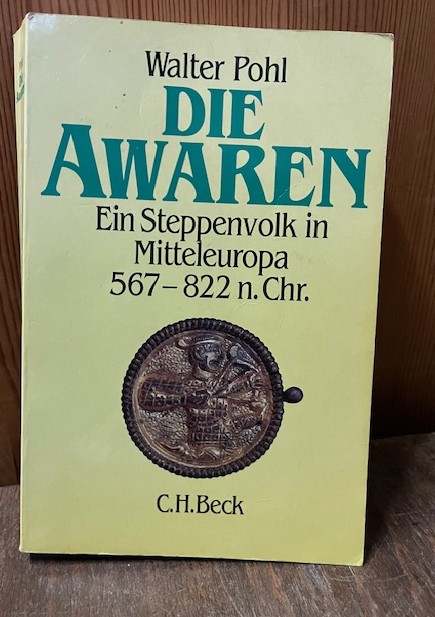 Walter Pohl
DIE
AWAREN
Ein Steppenvolk in
Mitteleuropa
567–822 n. Chr.
C.H.Beck